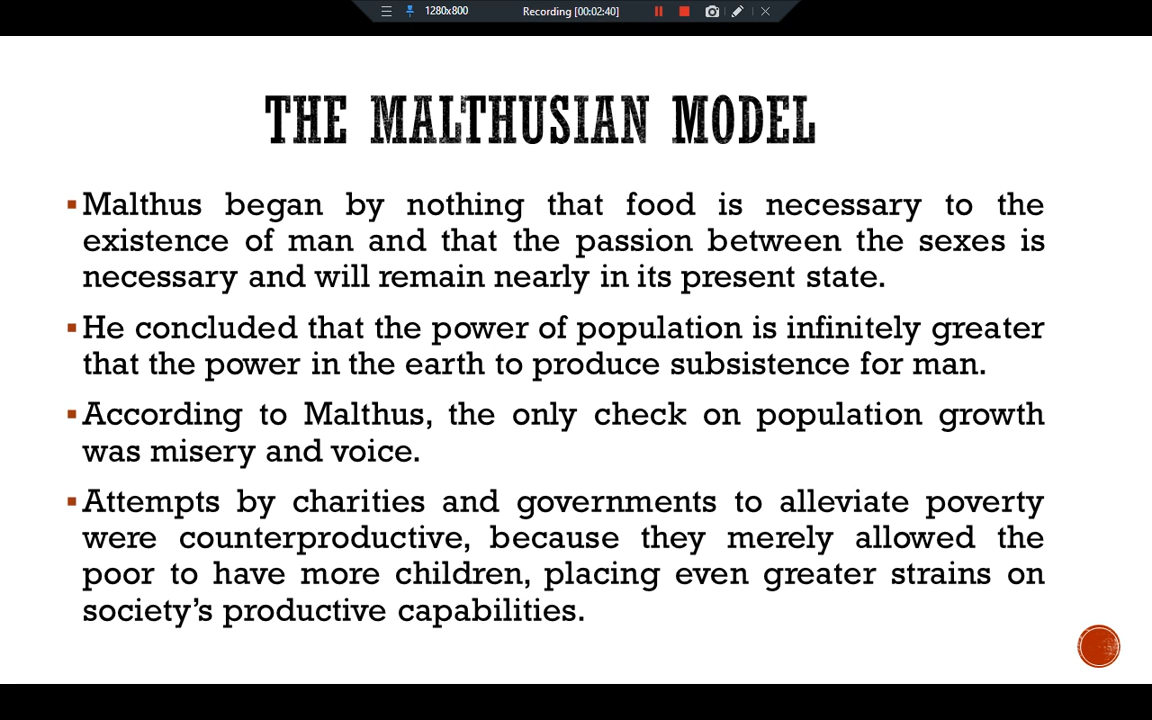 1280x800 Recording [00:02:40]
THE MALTHUSIAN MODEL
Malthus began by nothing that food is necessary to the
existence of man and that the passion between the sexes is
necessary and will remain nearly in its present state.
He concluded that the power of population is infinitely greater
that the power in the earth to produce subsistence for man.
According to Malthus, the only check on population growth
was misery and voice.
Attempts by charities and governments to alleviate poverty
were counterproductive, because they merely allowed the
poor to have more children, placing even greater strains on
society’s productive capabilities.